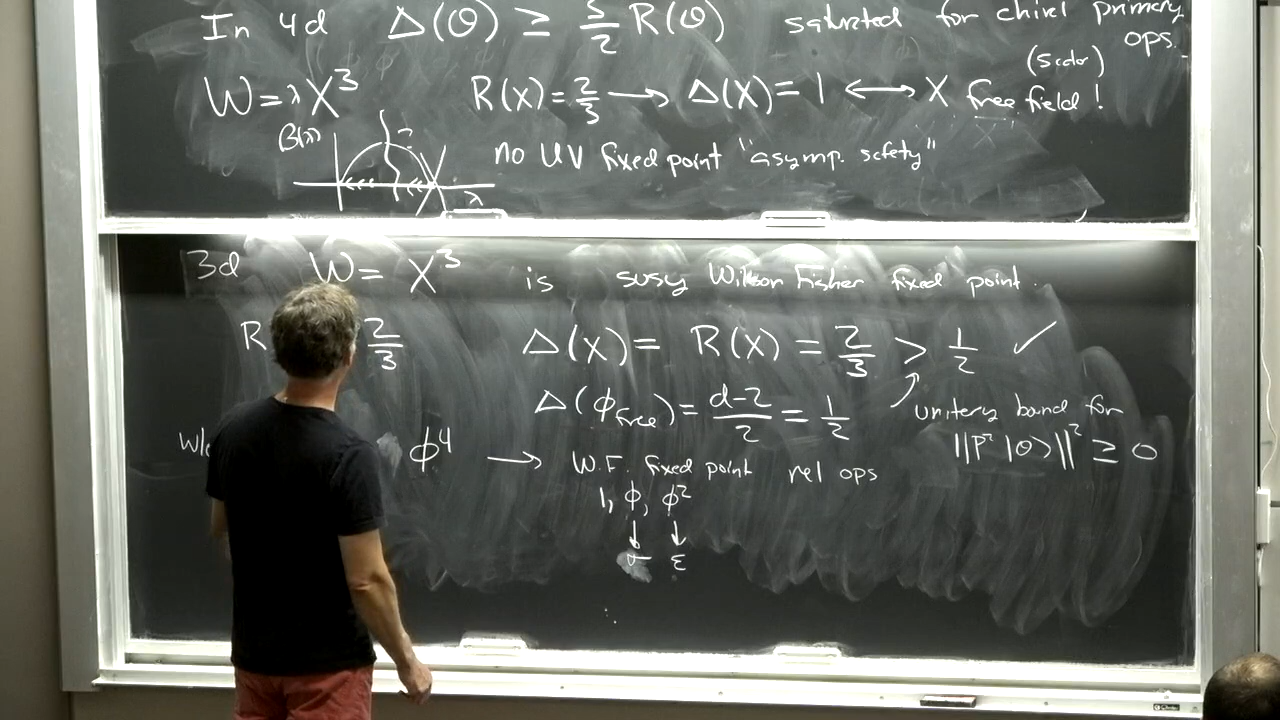 In 4d Δ(O) ≥ 3/2 R(O) saturated for chiral primary ops.
(scalar)
W = λX³ R(X) = 2/3 → Δ(X) = 1 ↔ X free field!
β(λ)
no UV fixed point "asymp. safety"
λ
3d W = X³ is susy Wilson Fisher fixed point.
R 2/3 Δ(X) = R(X) = 2/3 > 1/2 ✓
Δ(φ_free) = d-2/2 = 1/2 unitary bound for
φ⁴ → W.F. fixed point rel ops ||P²|O⟩||² ≥ 0
1, φ, φ²
↓ ↓
σ ε